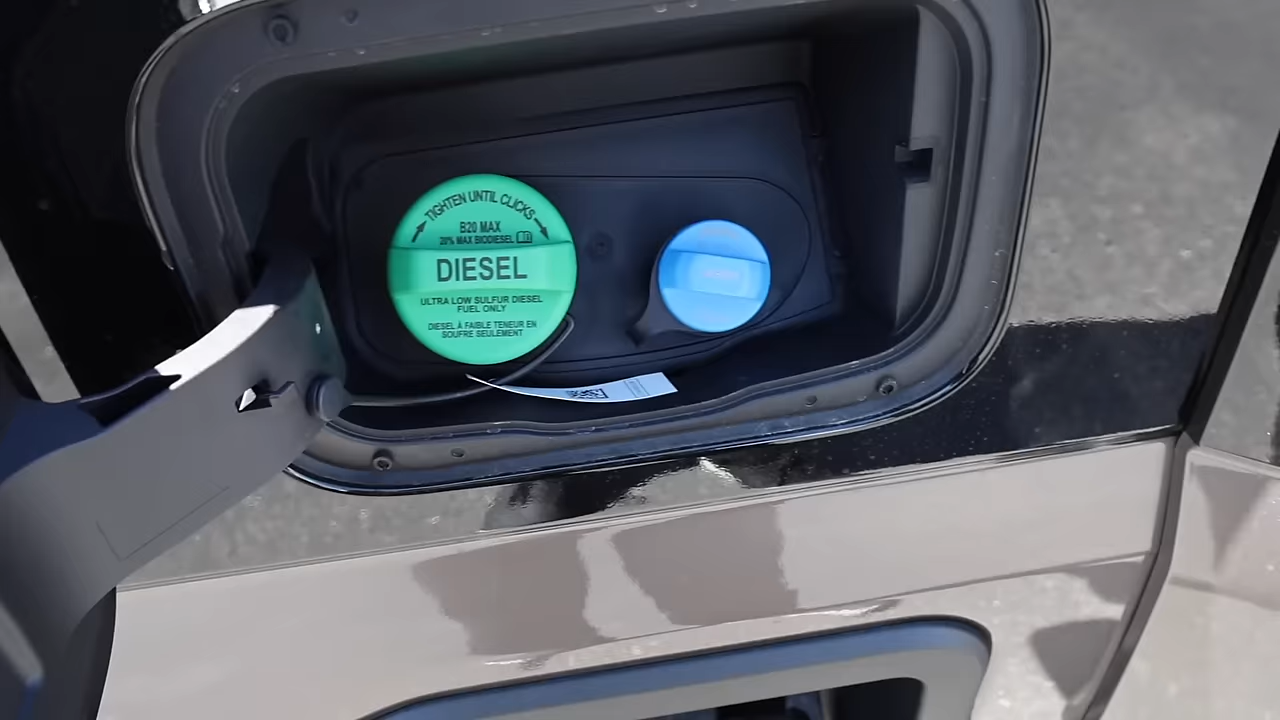 TIGHTEN UNTIL CLICKS
B20 MAX
20% MAX BIODIESEL
DIESEL
ULTRA LOW SULFUR DIESEL
FUEL ONLY
DIESEL À FAIBLE TENEUR EN
SOUFRE SEULEMENT